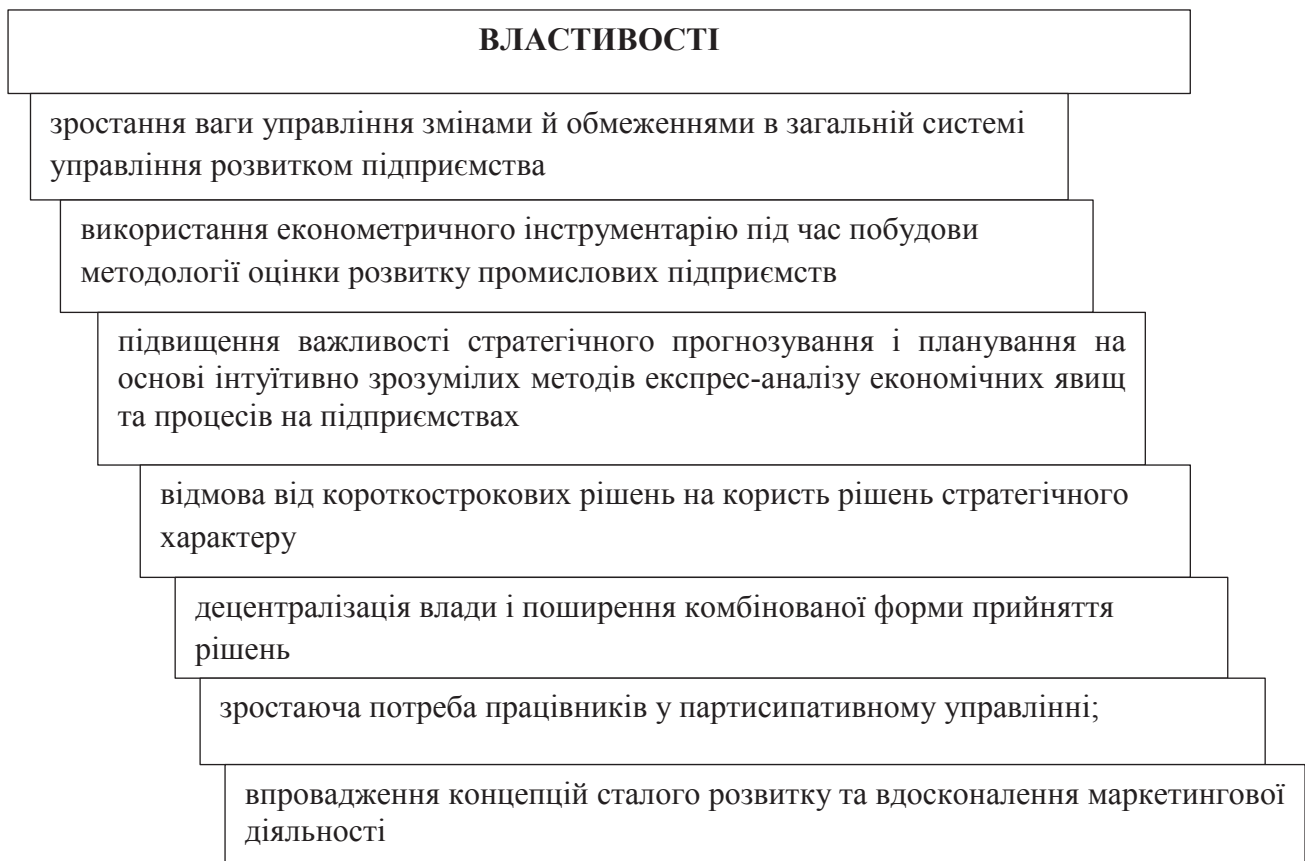 ВЛАСТИВОСТІ
зростання ваги управління змінами й обмеженнями в загальній системі
управління розвитком підприємства
використання економетричного інструментарію під час побудови
методології оцінки розвитку промислових підприємств
підвищення важливості стратегічного прогнозування і планування на
основі інтуїтивно зрозумілих методів експрес-аналізу економічних явищ
та процесів на підприємствах
відмова від короткострокових рішень на користь рішень стратегічного
характеру
децентралізація влади і поширення комбінованої форми прийняття
рішень
зростаюча потреба працівників у партисипативному управлінні;
впровадження концепцій сталого розвитку та вдосконалення маркетингової
діяльності